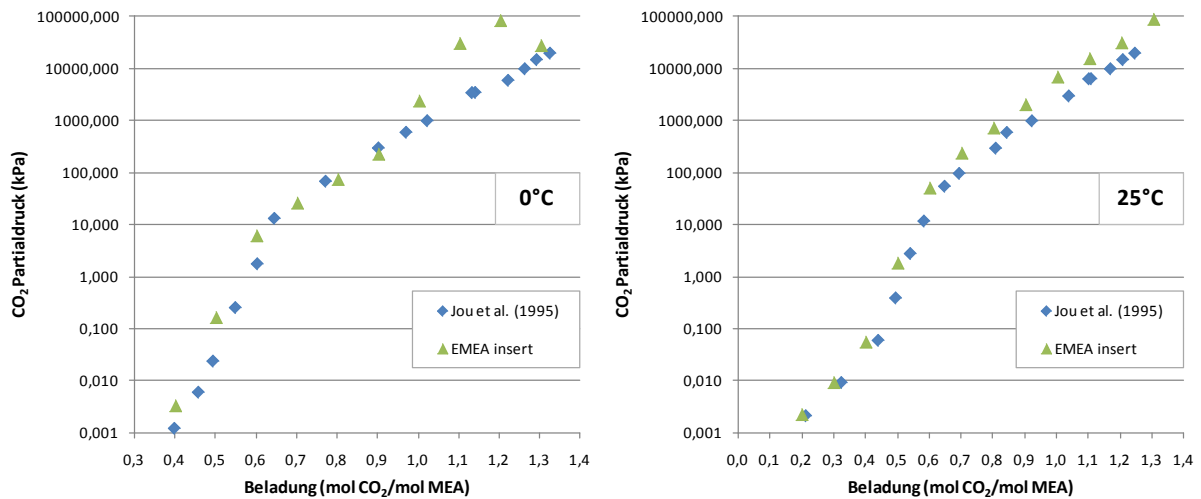 100000,000
10000,000
1000,000
100,000
10,000
1,000
0,100
0,010
0,001
CO2 Partialdruck (kPa)
0°C
Jou et al. (1995)
EMEA insert
0,3 0,4 0,5 0,6 0,7 0,8 0,9 1,0 1,1 1,2 1,3 1,4
Beladung (mol CO2/mol MEA)
100000,000
10000,000
1000,000
100,000
10,000
1,000
0,100
0,010
0,001
CO2 Partialdruck (kPa)
25°C
Jou et al. (1995)
EMEA insert
0,0 0,1 0,2 0,3 0,4 0,5 0,6 0,7 0,8 0,9 1,0 1,1 1,2 1,3 1,4
Beladung (mol CO2/mol MEA)